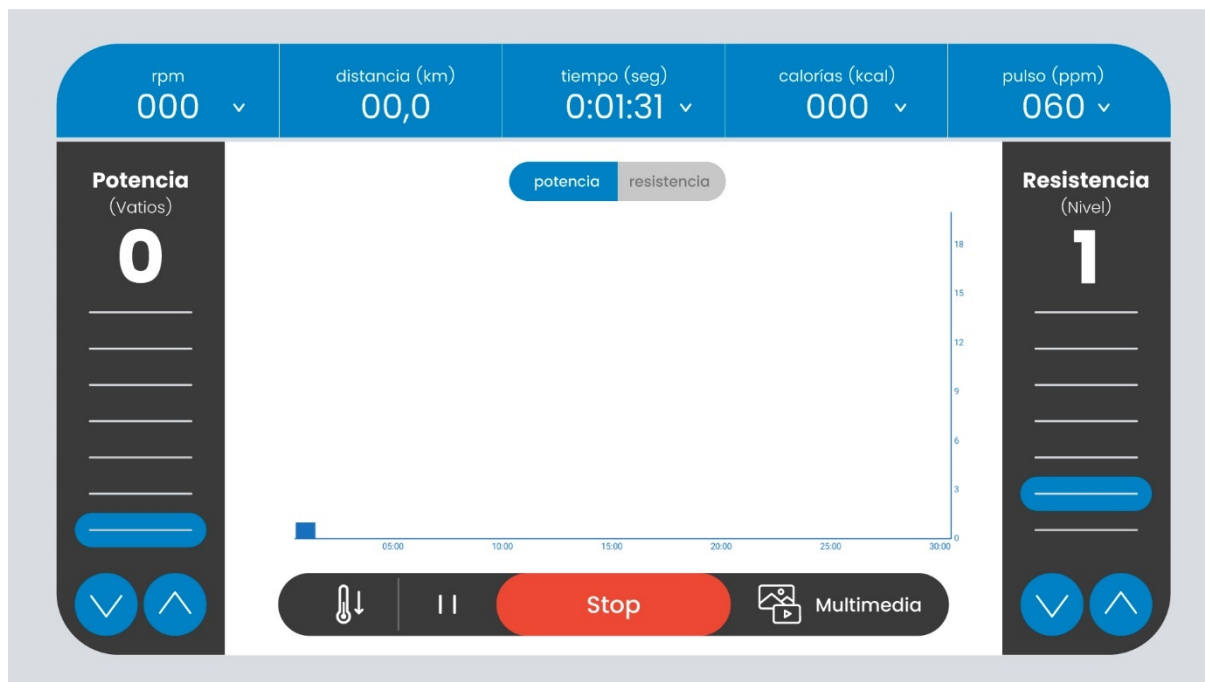 rpm
000
distancia (km)
00,0
tiempo (seg)
0:01:31
calorías (kcal)
000
pulso (ppm)
060
Potencia
(Vatios)
0
potencia
resistencia
Resistencia
(Nivel)
1
18
15
12
9
6
3
0
05:00
10:00
15:00
20:00
25:00
30:00
Stop
Multimedia